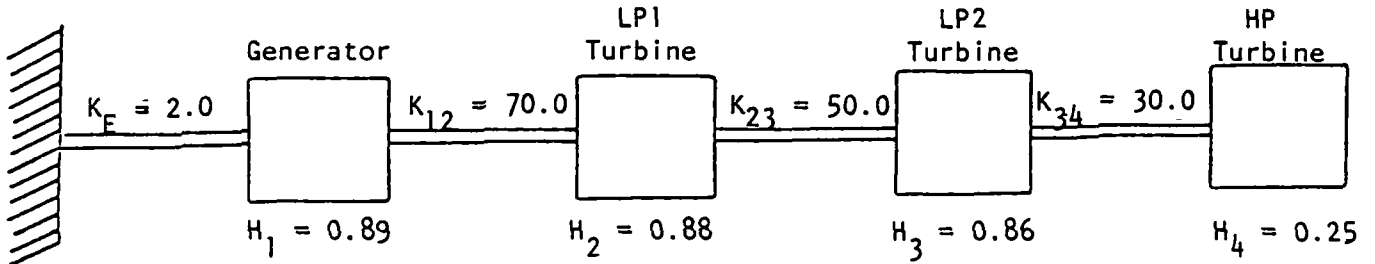 LP1 LP2 HP
Generator Turbine Turbine Turbine
K_E = 2.0 K_12 = 70.0 K_23 = 50.0 K_34 = 30.0
H_1 = 0.89 H_2 = 0.88 H_3 = 0.86 H_4 = 0.25